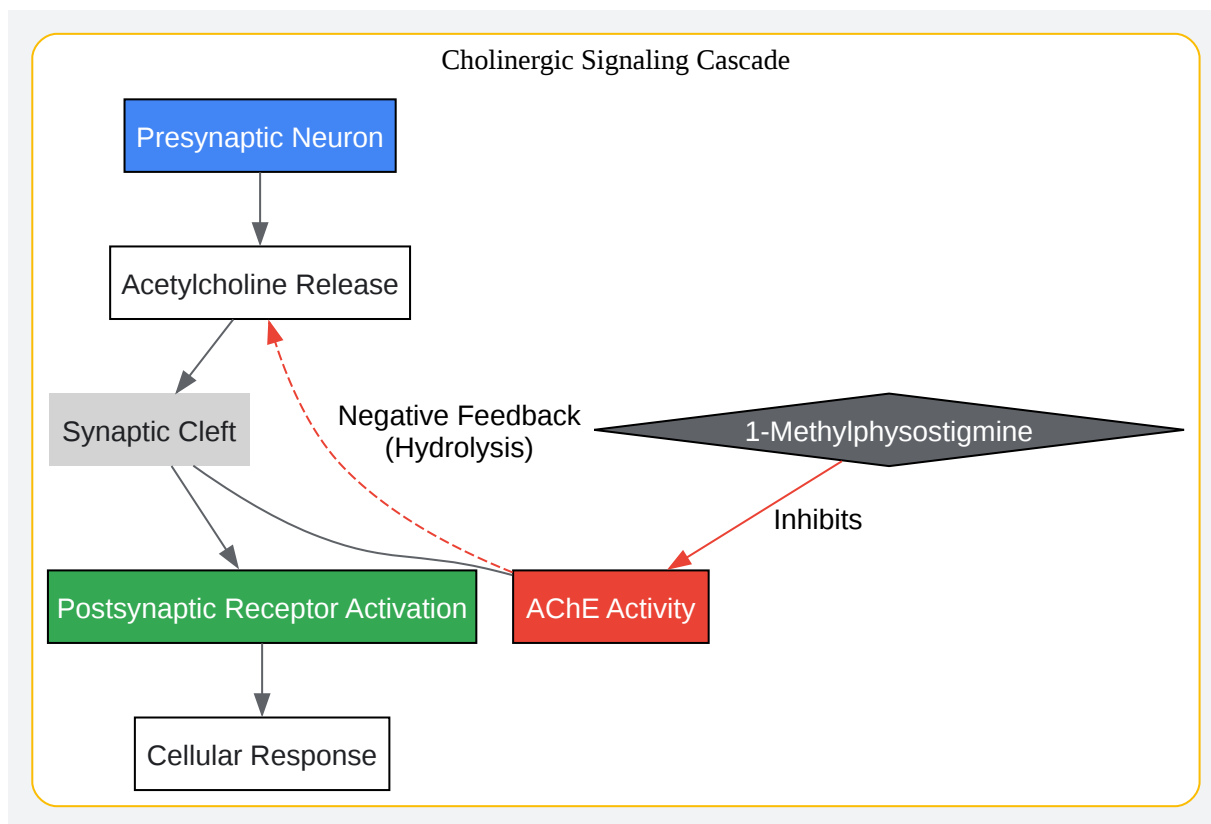 Cholinergic Signaling Cascade
Presynaptic Neuron
Acetylcholine Release
Synaptic Cleft
Negative Feedback
(Hydrolysis)
1-Methylphysostigmine
Inhibits
Postsynaptic Receptor Activation
AChE Activity
Cellular Response